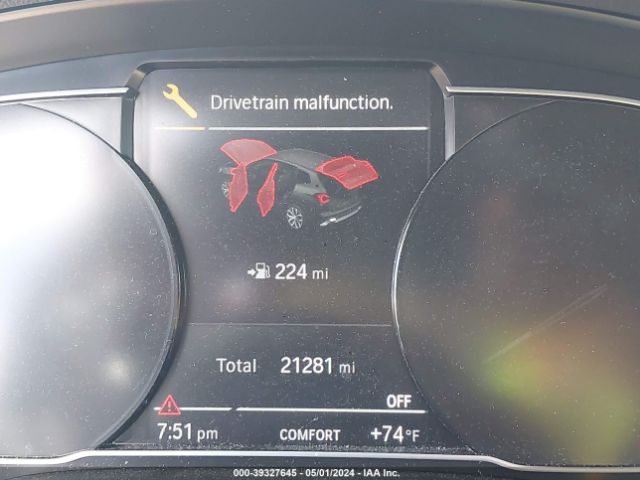 Drivetrain malfunction.
224 mi
Total 21281 mi
OFF
7:51 pm COMFORT +74°F
000-39327645 - 05/01/2024 - IAA Inc.